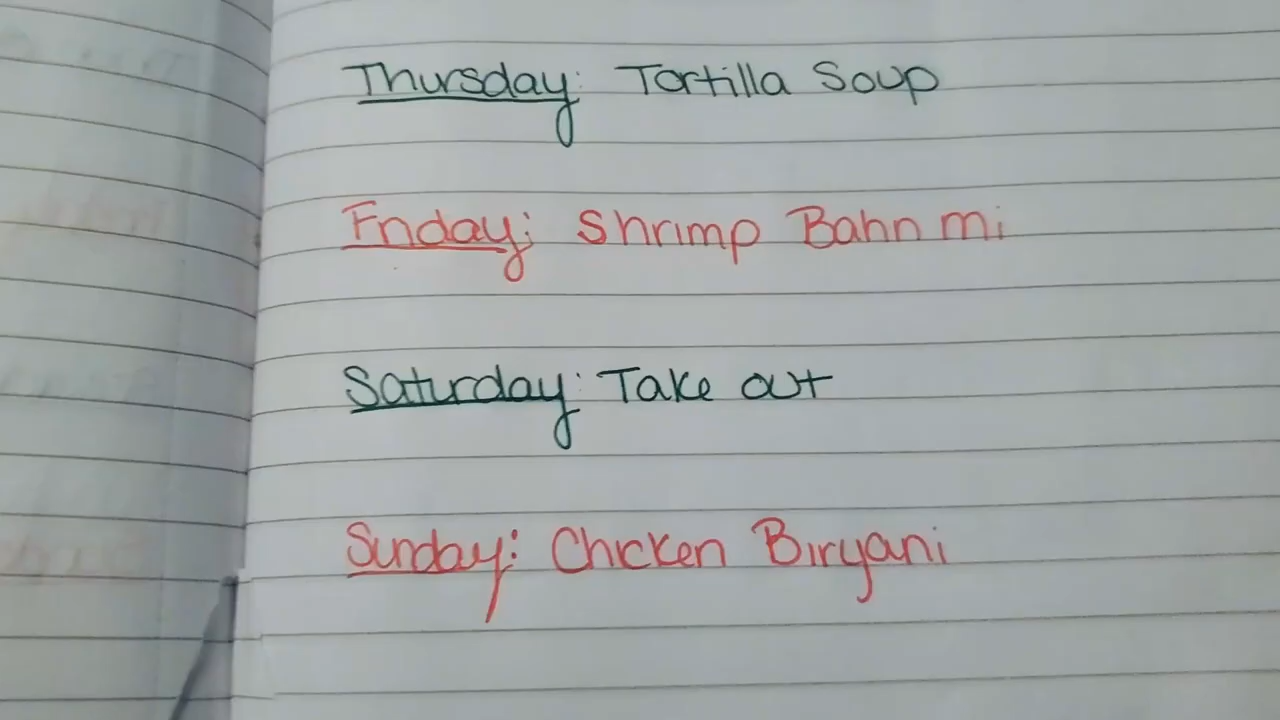 Thursday: Tortilla Soup
Friday: Shrimp Bahn mi
Saturday: Take out
Sunday: Chicken Biryani